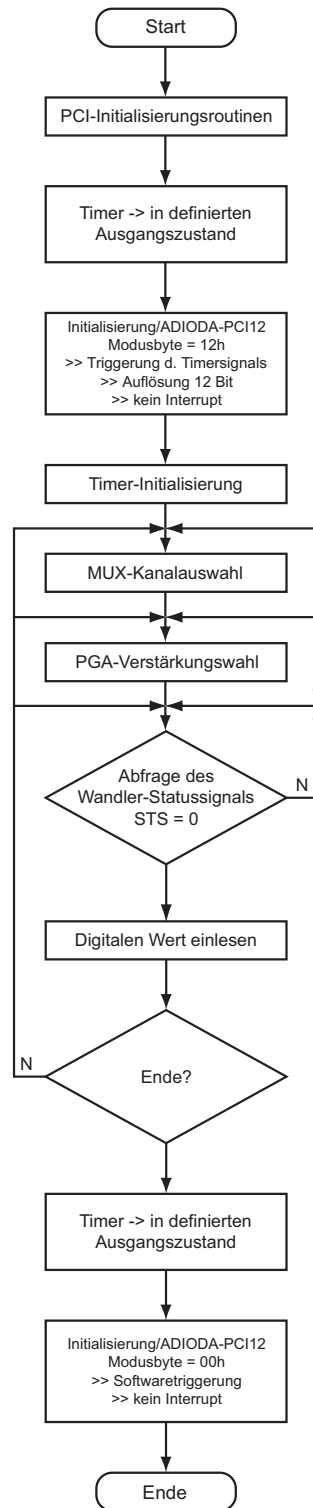 Start
PCI-Initialisierungsroutinen
Timer -> in definierten
Ausgangszustand
Initialisierung/ADIODA-PCI12
Modusbyte = 12h
>> Triggerung d. Timersignals
>> Auflösung 12 Bit
>> kein Interrupt
Timer-Initialisierung
MUX-Kanalauswahl
PGA-Verstärkungswahl
Abfrage des
Wandler-Statussignals
STS = 0
N
Digitalen Wert einlesen
N
Ende?
Timer -> in definierten
Ausgangszustand
Initialisierung/ADIODA-PCI12
Modusbyte = 00h
>> Softwaretriggerung
>> kein Interrupt
Ende